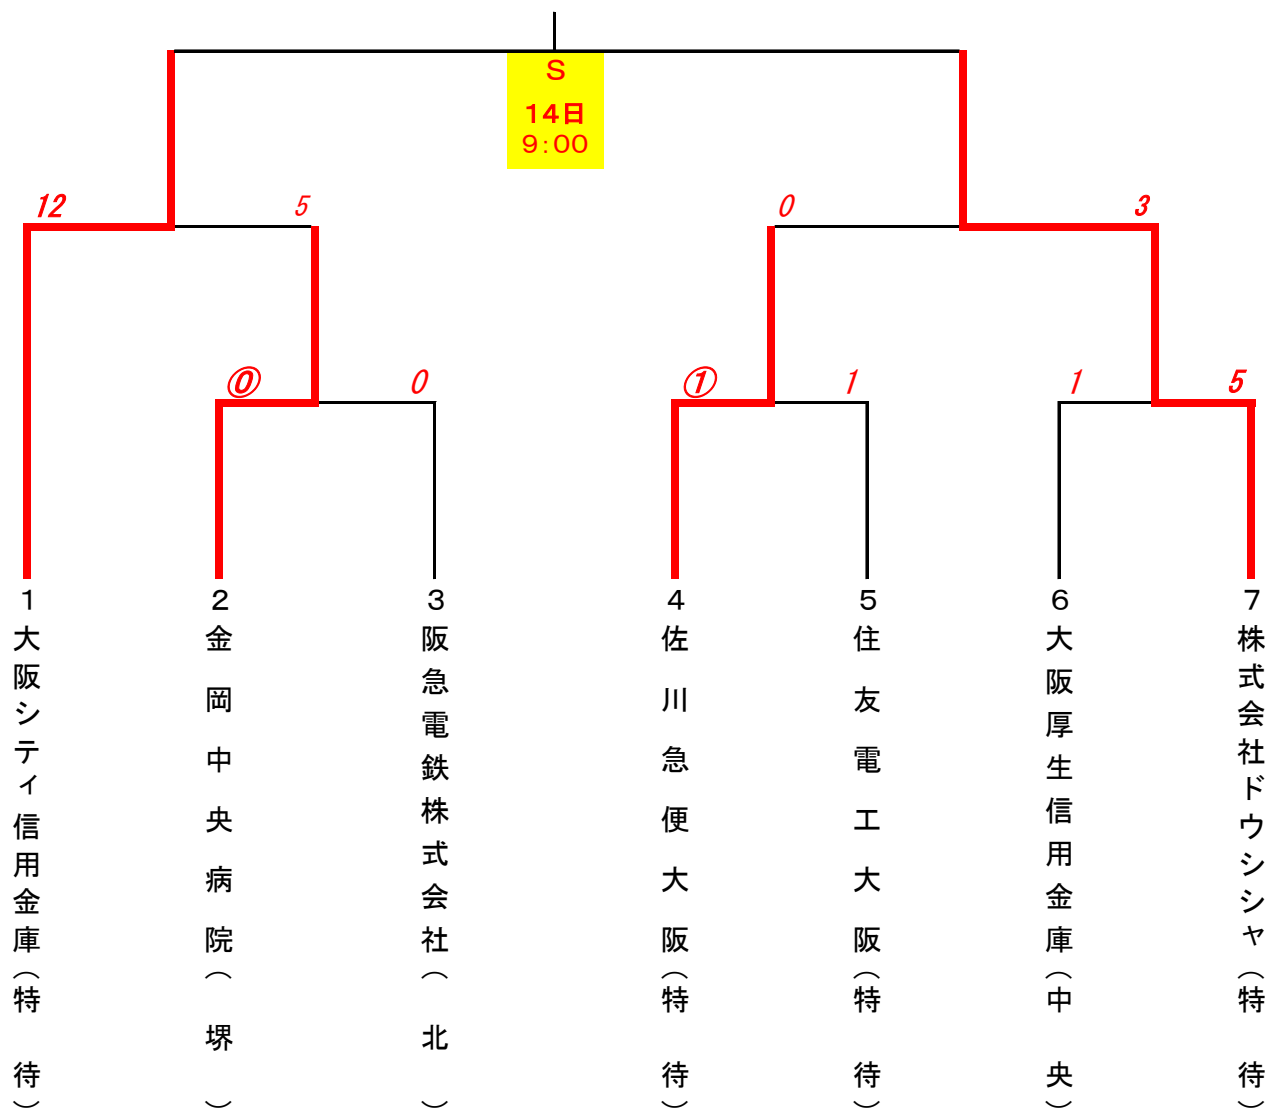 S
14日
9:00
12
5
0
3
⓪
0
①
1
1
5
1
大阪シティ信用金庫(特待)
2
金岡中央病院(堺)
3
阪急電鉄株式会社(北)
4
佐川急便大阪(特待)
5
住友電工大阪(特待)
6
大阪厚生信用金庫(中央)
7
株式会社ドウシシャ(特待)